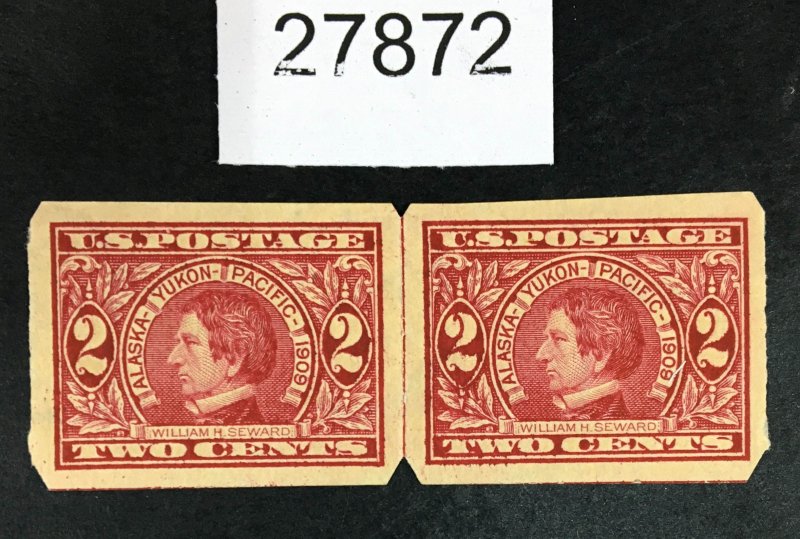 27872
U.S. POSTAGE
ALASKA-YUKON-PACIFIC-1909
2 2
WILLIAM H. SEWARD
TWO CENTS
U.S. POSTAGE
ALASKA-YUKON-PACIFIC-1909
2 2
WILLIAM H. SEWARD
TWO CENTS